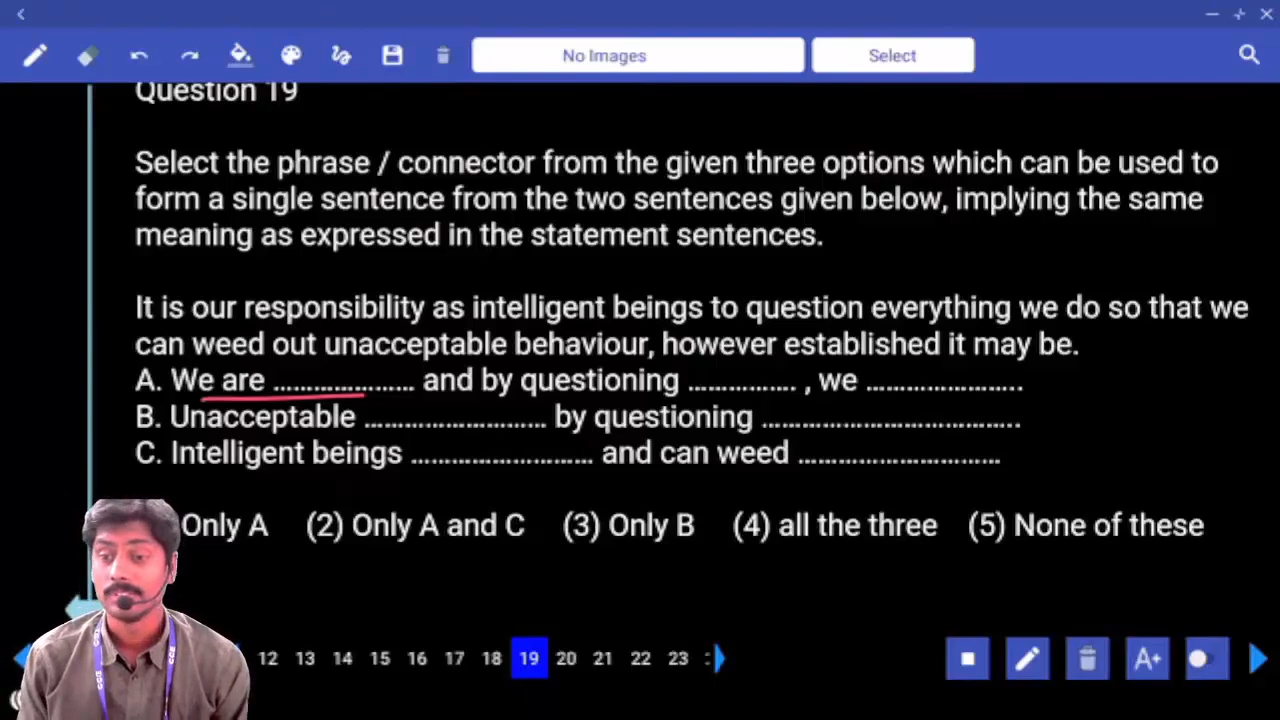 No Images
Select
Question 19
Select the phrase / connector from the given three options which can be used to
form a single sentence from the two sentences given below, implying the same
meaning as expressed in the statement sentences.
It is our responsibility as intelligent beings to question everything we do so that we
can weed out unacceptable behaviour, however established it may be.
A. We are ..................... and by questioning ................ , we .......................
B. Unacceptable ........................... by questioning ......................................
C. Intelligent beings ........................... and can weed ..............................
Only A (2) Only A and C (3) Only B (4) all the three (5) None of these
12 13 14 15 16 17 18 19 20 21 22 23
A+